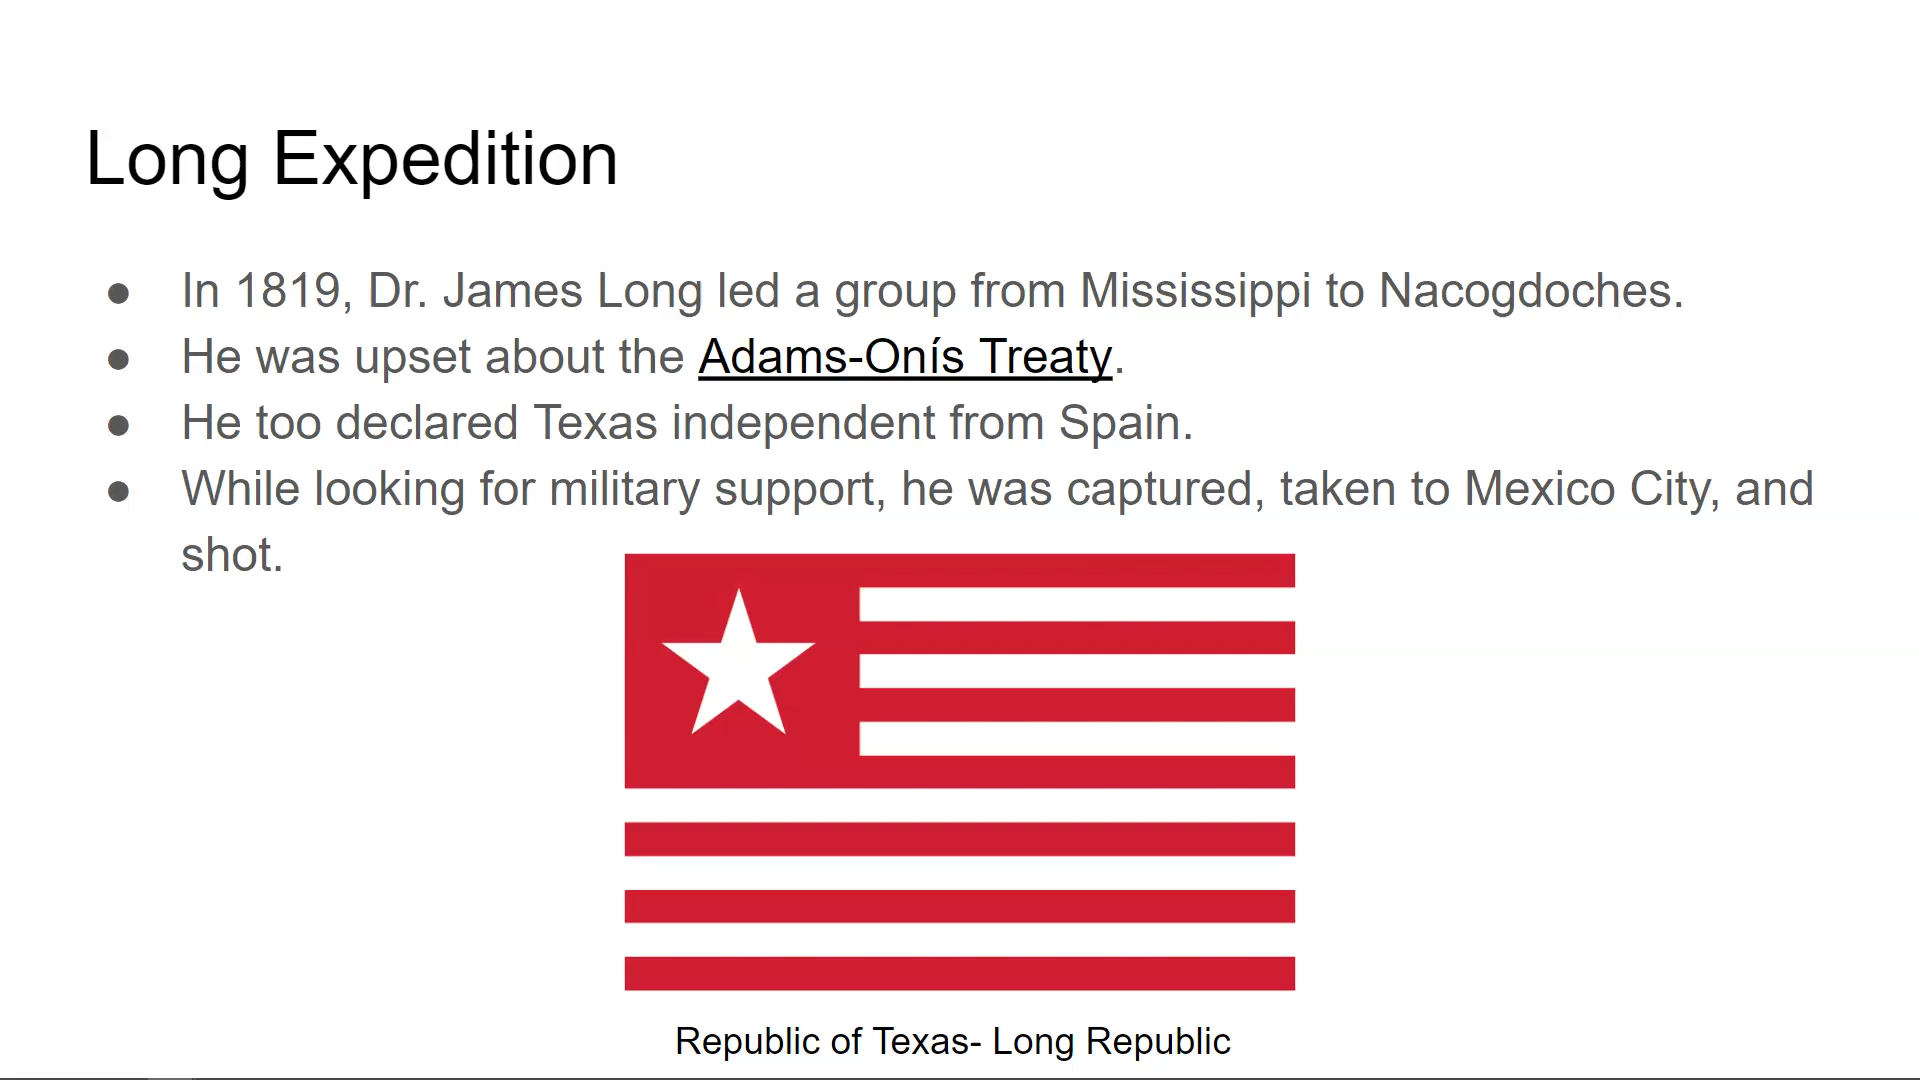 Long Expedition
● In 1819, Dr. James Long led a group from Mississippi to Nacogdoches.
● He was upset about the Adams-Onís Treaty.
● He too declared Texas independent from Spain.
● While looking for military support, he was captured, taken to Mexico City, and
shot.
Republic of Texas- Long Republic